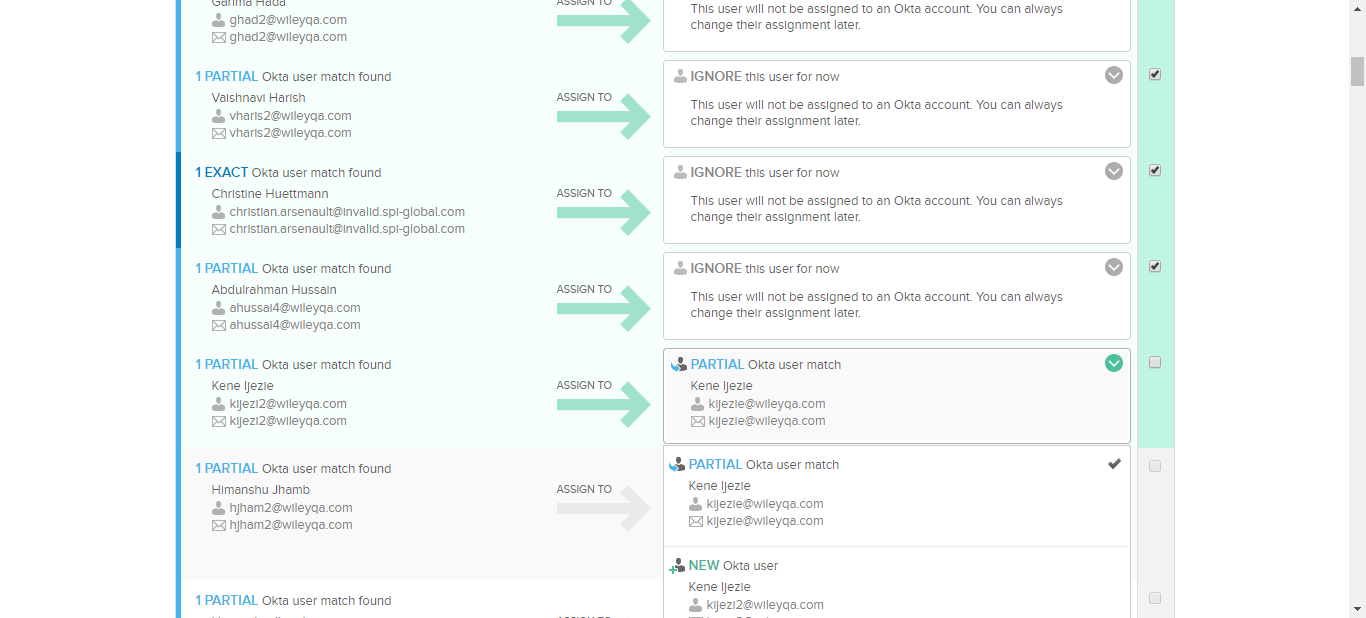 Garima Hada
ghad2@wileyqa.com
ghad2@wileyqa.com
ASSIGN TO
This user will not be assigned to an Okta account. You can always
change their assignment later.
1 PARTIAL Okta user match found
Vaishnavi Harish
vharis2@wileyqa.com
vharis2@wileyqa.com
ASSIGN TO
IGNORE this user for now
This user will not be assigned to an Okta account. You can always
change their assignment later.
1 EXACT Okta user match found
Christine Huettmann
christian.arsenault@invalid.spi-global.com
christian.arsenault@invalid.spi-global.com
ASSIGN TO
IGNORE this user for now
This user will not be assigned to an Okta account. You can always
change their assignment later.
1 PARTIAL Okta user match found
Abdulrahman Hussain
ahussai4@wileyqa.com
ahussai4@wileyqa.com
ASSIGN TO
IGNORE this user for now
This user will not be assigned to an Okta account. You can always
change their assignment later.
1 PARTIAL Okta user match found
Kene Ijezie
kijezi2@wileyqa.com
kijezi2@wileyqa.com
ASSIGN TO
PARTIAL Okta user match
Kene Ijezie
kijezie@wileyqa.com
kijezie@wileyqa.com
1 PARTIAL Okta user match found
Himanshu Jhamb
hjham2@wileyqa.com
hjham2@wileyqa.com
ASSIGN TO
PARTIAL Okta user match
Kene Ijezie
kijezie@wileyqa.com
kijezie@wileyqa.com
NEW Okta user
Kene Ijezie
kijezi2@wileyqa.com
1 PARTIAL Okta user match found